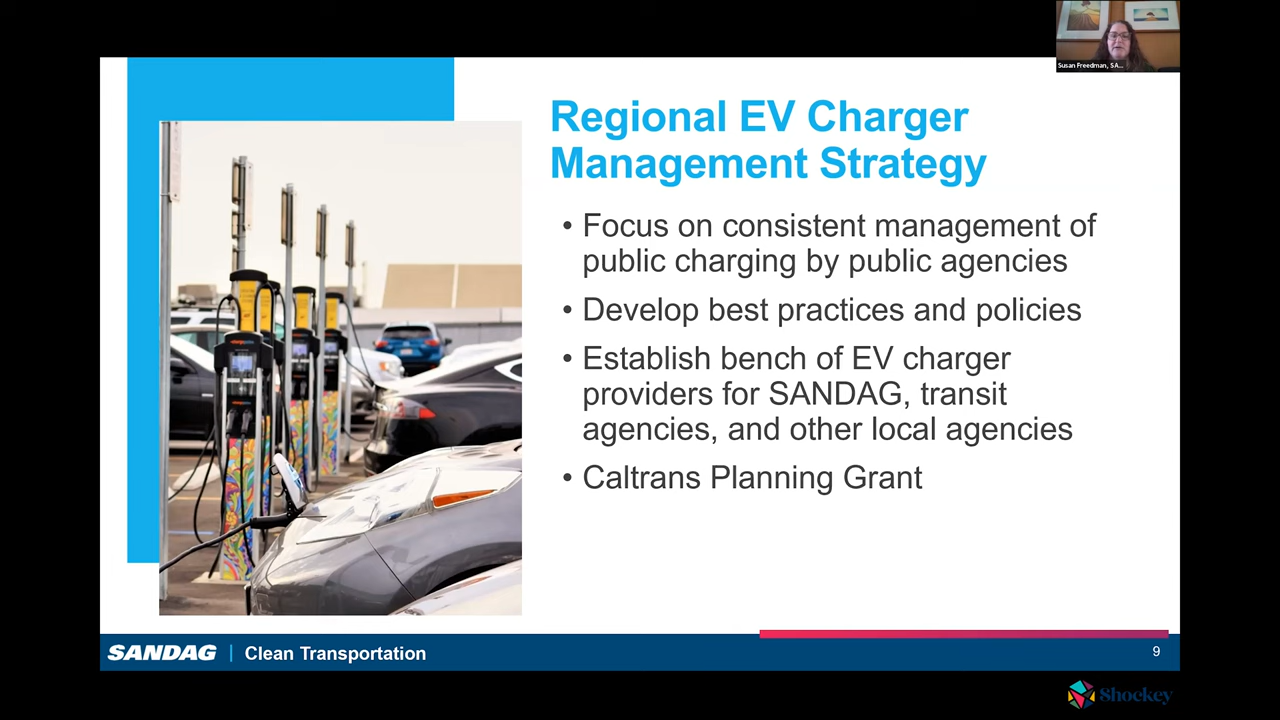 Susan Freedman, SA...
Regional EV Charger
Management Strategy
• Focus on consistent management of
public charging by public agencies
• Develop best practices and policies
• Establish bench of EV charger
providers for SANDAG, transit
agencies, and other local agencies
• Caltrans Planning Grant
SANDAG | Clean Transportation
9
Shockey